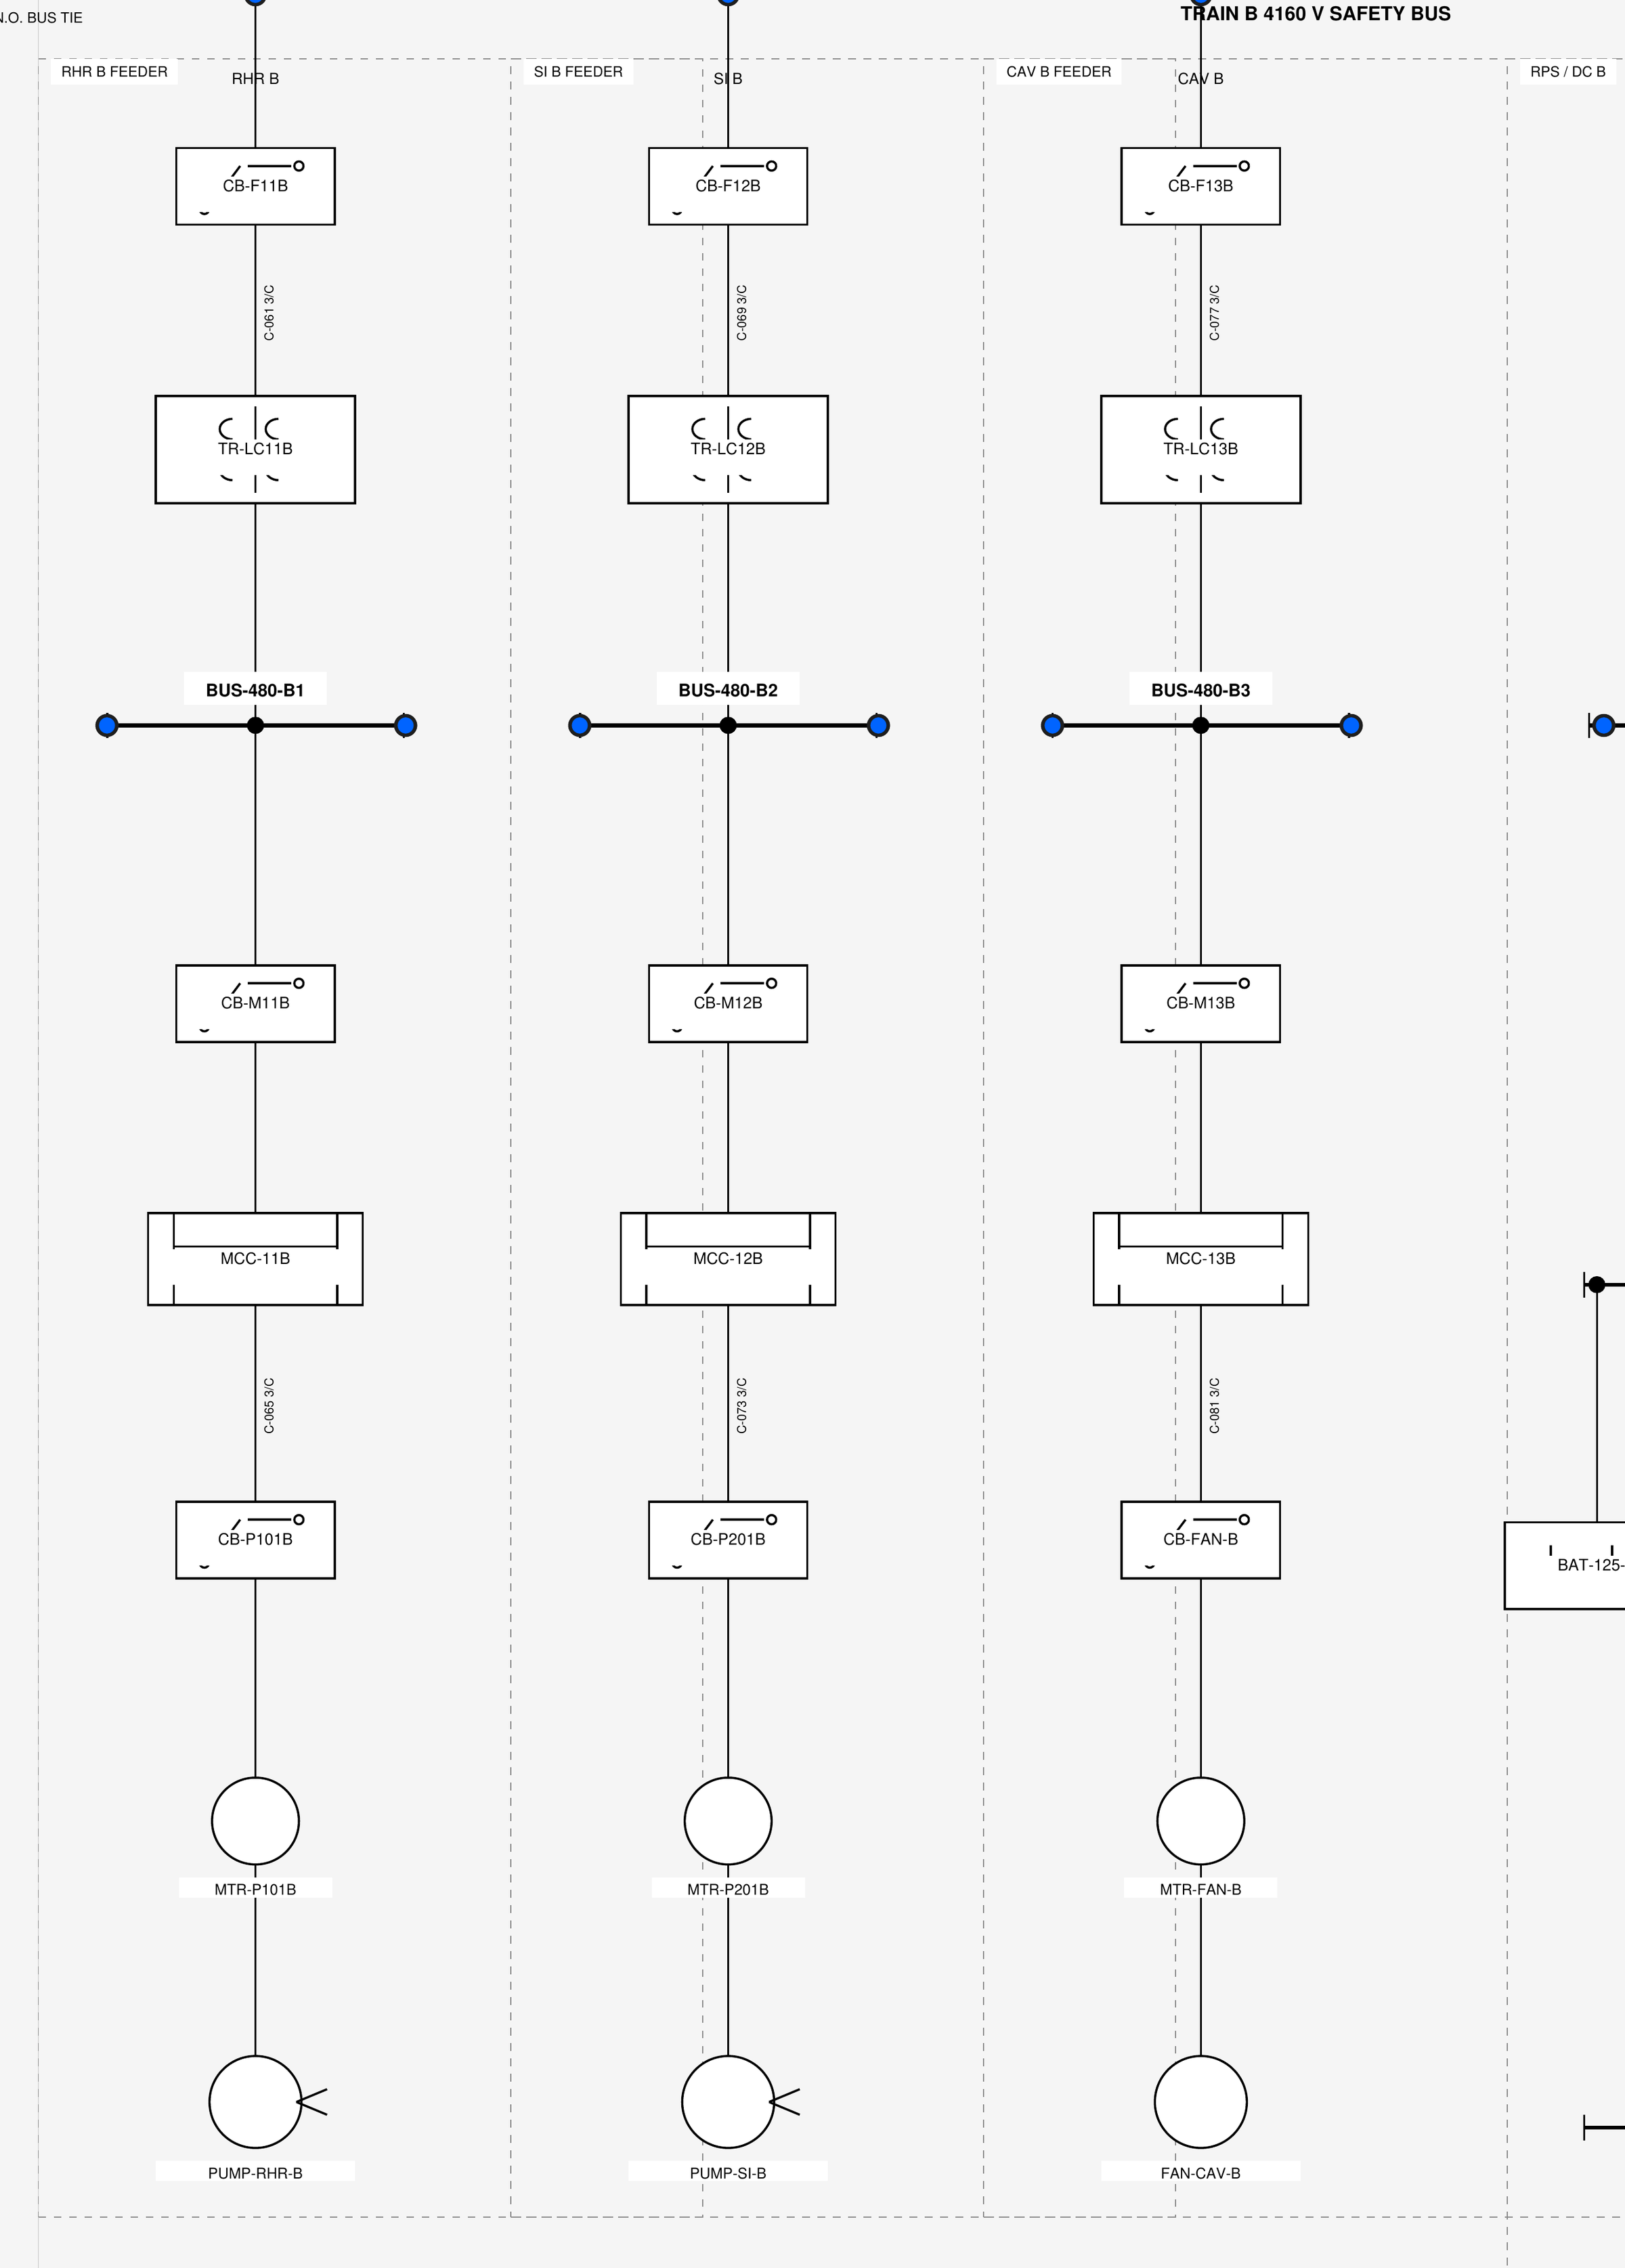 N.O. BUS TIE
TRAIN B 4160 V SAFETY BUS
RHR B FEEDER
RHR B
SI B FEEDER
SI B
CAV B FEEDER
CAV B
RPS / DC B
CB-F11B
CB-F12B
CB-F13B
C-061 3/C
C-069 3/C
C-077 3/C
TR-LC11B
TR-LC12B
TR-LC13B
BUS-480-B1
BUS-480-B2
BUS-480-B3
CB-M11B
CB-M12B
CB-M13B
MCC-11B
MCC-12B
MCC-13B
C-065 3/C
C-073 3/C
C-081 3/C
CB-P101B
CB-P201B
CB-FAN-B
BAT-125-
MTR-P101B
MTR-P201B
MTR-FAN-B
PUMP-RHR-B
PUMP-SI-B
FAN-CAV-B